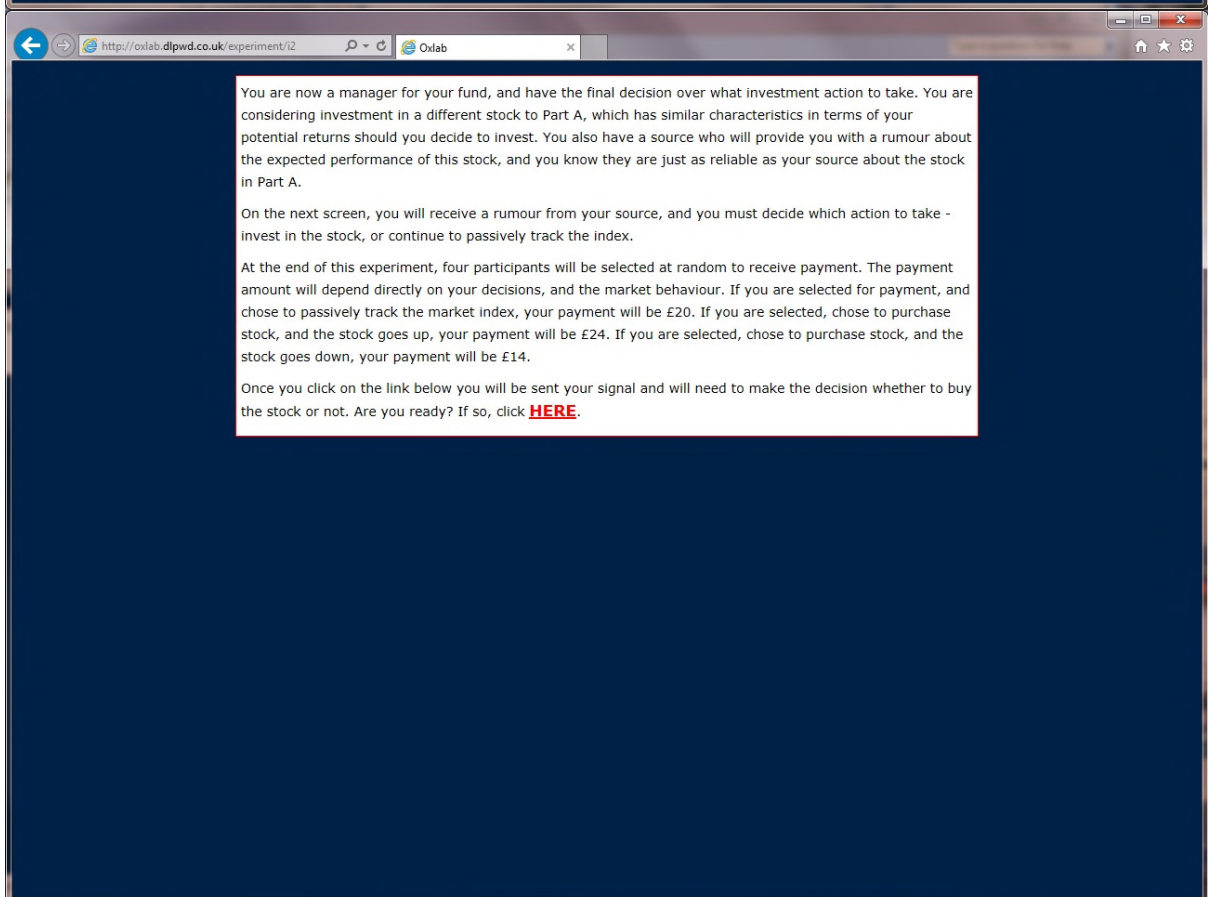 http://oxlab.dlpwd.co.uk/experiment/i2
Oxlab
You are now a manager for your fund, and have the final decision over what investment action to take. You are
considering investment in a different stock to Part A, which has similar characteristics in terms of your
potential returns should you decide to invest. You also have a source who will provide you with a rumour about
the expected performance of this stock, and you know they are just as reliable as your source about the stock
in Part A.
On the next screen, you will receive a rumour from your source, and you must decide which action to take -
invest in the stock, or continue to passively track the index.
At the end of this experiment, four participants will be selected at random to receive payment. The payment
amount will depend directly on your decisions, and the market behaviour. If you are selected for payment, and
chose to passively track the market index, your payment will be £20. If you are selected, chose to purchase
stock, and the stock goes up, your payment will be £24. If you are selected, chose to purchase stock, and the
stock goes down, your payment will be £14.
Once you click on the link below you will be sent your signal and will need to make the decision whether to buy
the stock or not. Are you ready? If so, click HERE.